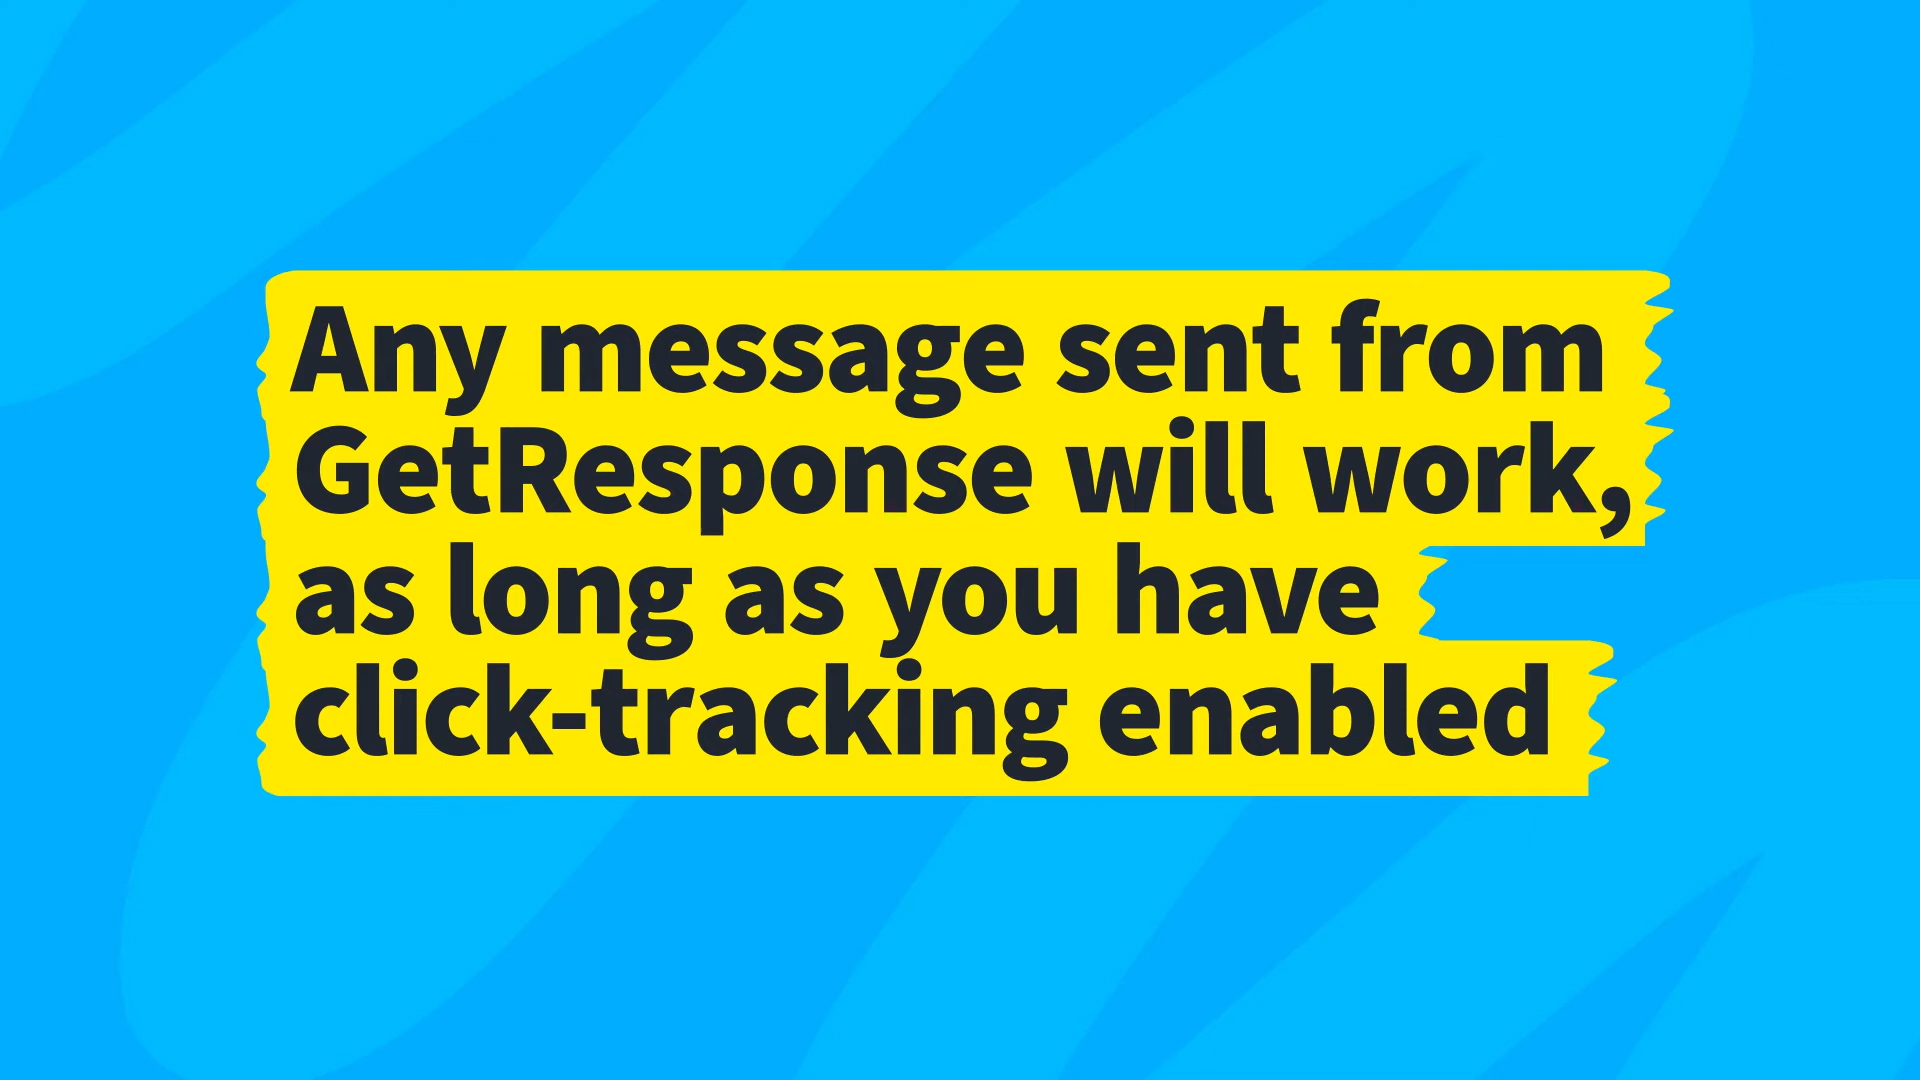 Any message sent from
GetResponse will work,
as long as you have
click-tracking enabled